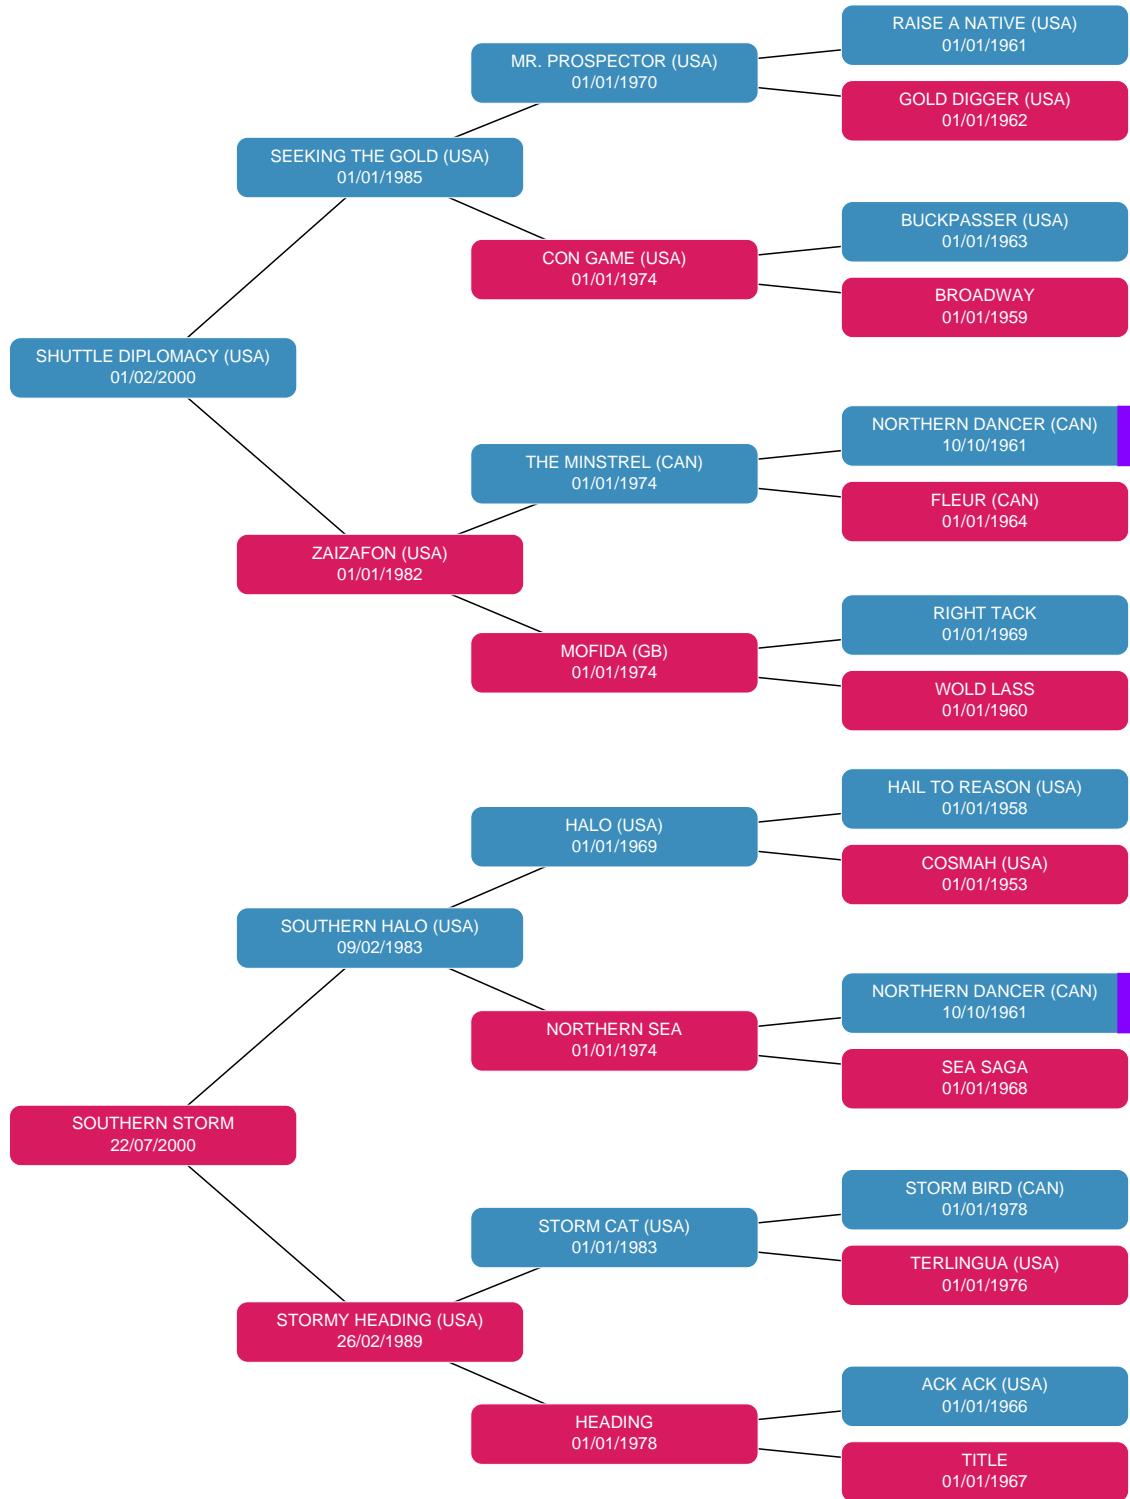 RAISE A NATIVE (USA)
01/01/1961
MR. PROSPECTOR (USA)
01/01/1970
GOLD DIGGER (USA)
01/01/1962
SEEKING THE GOLD (USA)
01/01/1985
BUCKPASSER (USA)
01/01/1963
CON GAME (USA)
01/01/1974
BROADWAY
01/01/1959
SHUTTLE DIPLOMACY (USA)
01/02/2000
NORTHERN DANCER (CAN)
10/10/1961
THE MINSTREL (CAN)
01/01/1974
FLEUR (CAN)
01/01/1964
ZAIZAFON (USA)
01/01/1982
RIGHT TACK
01/01/1969
MOFIDA (GB)
01/01/1974
WOLD LASS
01/01/1960
HAIL TO REASON (USA)
01/01/1958
HALO (USA)
01/01/1969
COSMAH (USA)
01/01/1953
SOUTHERN HALO (USA)
09/02/1983
NORTHERN DANCER (CAN)
10/10/1961
NORTHERN SEA
01/01/1974
SEA SAGA
01/01/1968
SOUTHERN STORM
22/07/2000
STORM BIRD (CAN)
01/01/1978
STORM CAT (USA)
01/01/1983
TERLINGUA (USA)
01/01/1976
STORMY HEADING (USA)
26/02/1989
ACK ACK (USA)
01/01/1966
HEADING
01/01/1978
TITLE
01/01/1967